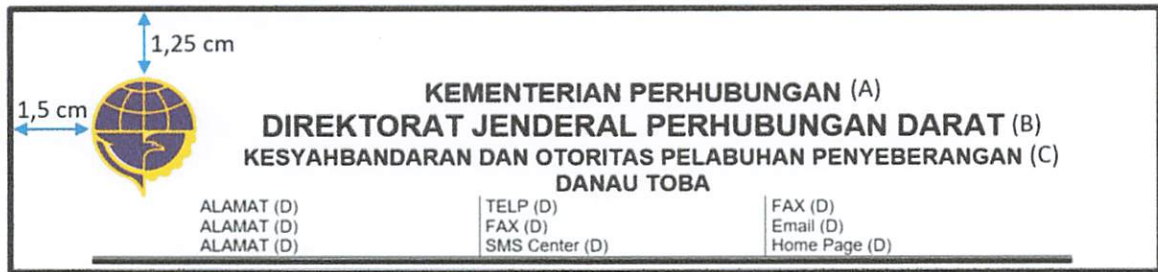 1,25 cm
1,5 cm
KEMENTERIAN PERHUBUNGAN (A)
DIREKTORAT JENDERAL PERHUBUNGAN DARAT (B)
KESYAHBANDARAN DAN OTORITAS PELABUHAN PENYEBERANGAN (C)
DANAU TOBA
ALAMAT (D) TELP (D) FAX (D)
ALAMAT (D) FAX (D) Email (D)
ALAMAT (D) SMS Center (D) Home Page (D)